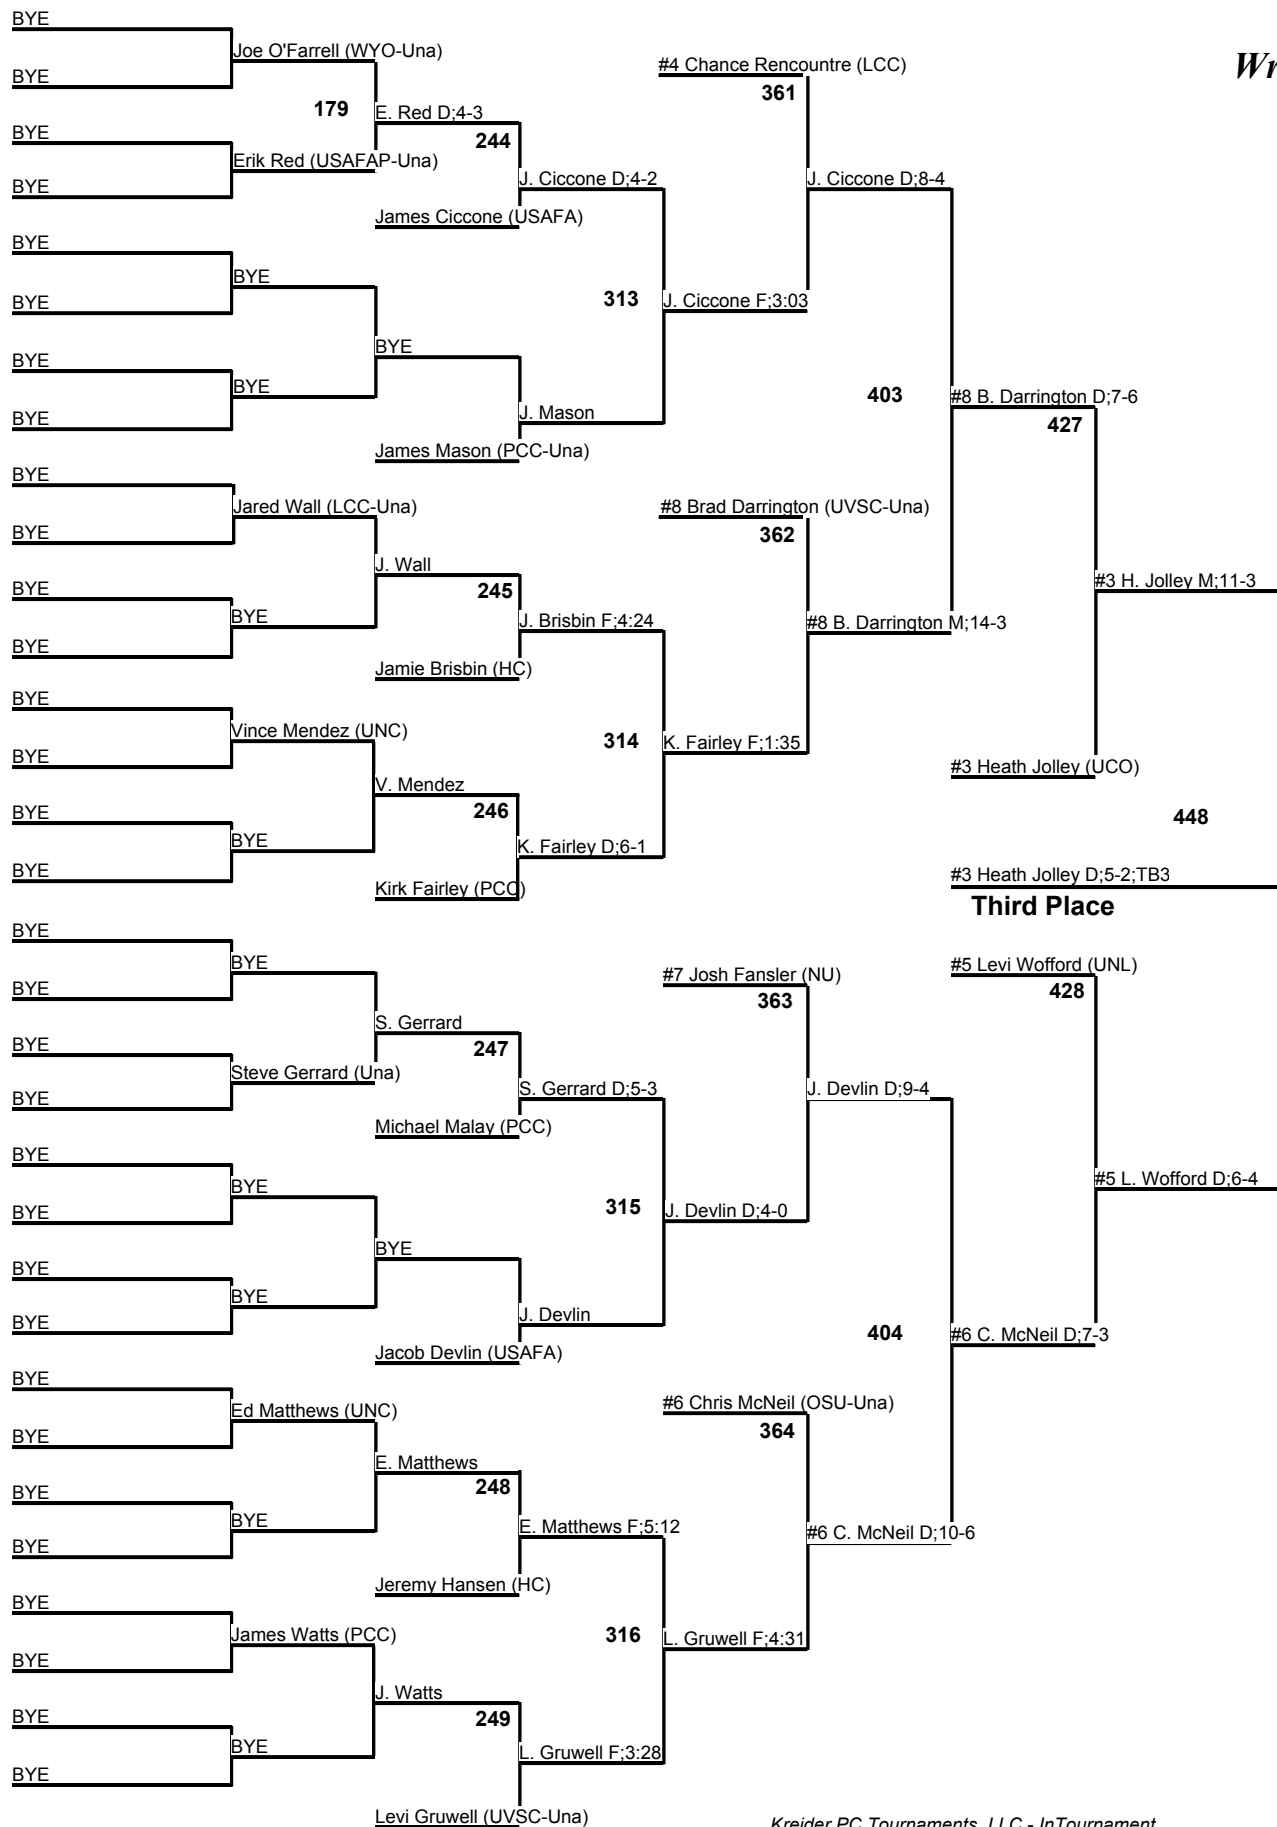 BYE
Joe O'Farrell (WYO-Una)
#4 Chance Rencountre (LCC)
Wr
BYE
361
179
E. Red D;4-3
BYE
244
Erik Red (USAFAP-Una)
J. Ciccone D;4-2
J. Ciccone D;8-4
BYE
James Ciccone (USAFA)
BYE
BYE
313
J. Ciccone F;3:03
BYE
BYE
BYE
BYE
403
#8 B. Darrington D;7-6
BYE
J. Mason
427
James Mason (PCC-Una)
BYE
Jared Wall (LCC-Una)
#8 Brad Darrington (UVSC-Una)
BYE
362
J. Wall
BYE
245
#3 H. Jolley M;11-3
BYE
J. Brisbin F;4:24
#8 B. Darrington M;14-3
BYE
Jamie Brisbin (HC)
BYE
Vince Mendez (UNC)
314
K. Fairley F;1:35
BYE
#3 Heath Jolley (UCO)
V. Mendez
BYE
246
448
BYE
K. Fairley D;6-1
BYE
#3 Heath Jolley D;5-2;TB3
Kirk Fairley (PCC)
Third Place
BYE
BYE
#5 Levi Wofford (UNL)
#7 Josh Fansler (NU)
BYE
363
428
S. Gerrard
BYE
247
Steve Gerrard (Una)
S. Gerrard D;5-3
J. Devlin D;9-4
BYE
Michael Malay (PCC)
BYE
#5 L. Wofford D;6-4
BYE
315
J. Devlin D;4-0
BYE
BYE
BYE
BYE
J. Devlin
BYE
404
#6 C. McNeil D;7-3
Jacob Devlin (USAFA)
BYE
#6 Chris McNeil (OSU-Una)
Ed Matthews (UNC)
364
BYE
E. Matthews
248
BYE
BYE
E. Matthews F;5:12
#6 C. McNeil D;10-6
BYE
Jeremy Hansen (HC)
BYE
James Watts (PCC)
316
L. Gruwell F;4:31
BYE
J. Watts
BYE
249
BYE
L. Gruwell F;3:28
BYE
Levi Gruwell (UVSC-Una)
Kreider PC Tournaments, LLC - InTournament